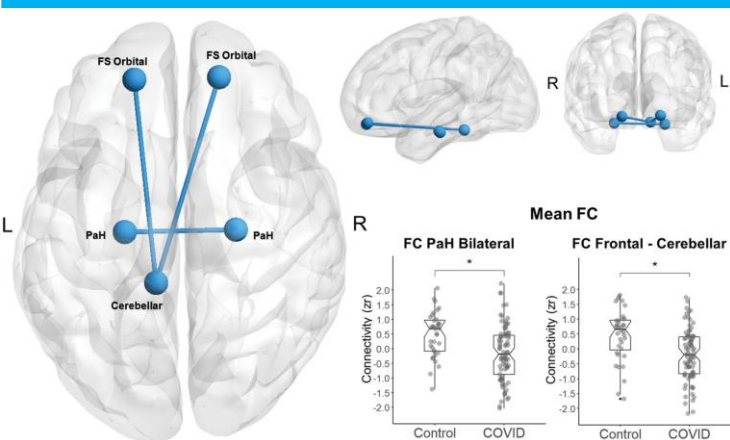 FS Orbital
FS Orbital
L
PaH
PaH
Cerebellar
R
L
R
Mean FC
FC PaH Bilateral
*
Connectivity (zr)
2.0
1.5
1.0
0.5
0.0
-0.5
-1.0
-1.5
-2.0
Control COVID
FC Frontal - Cerebellar
*
Connectivity (zr)
2.0
1.5
1.0
0.5
0.0
-0.5
-1.0
-1.5
-2.0
Control COVID